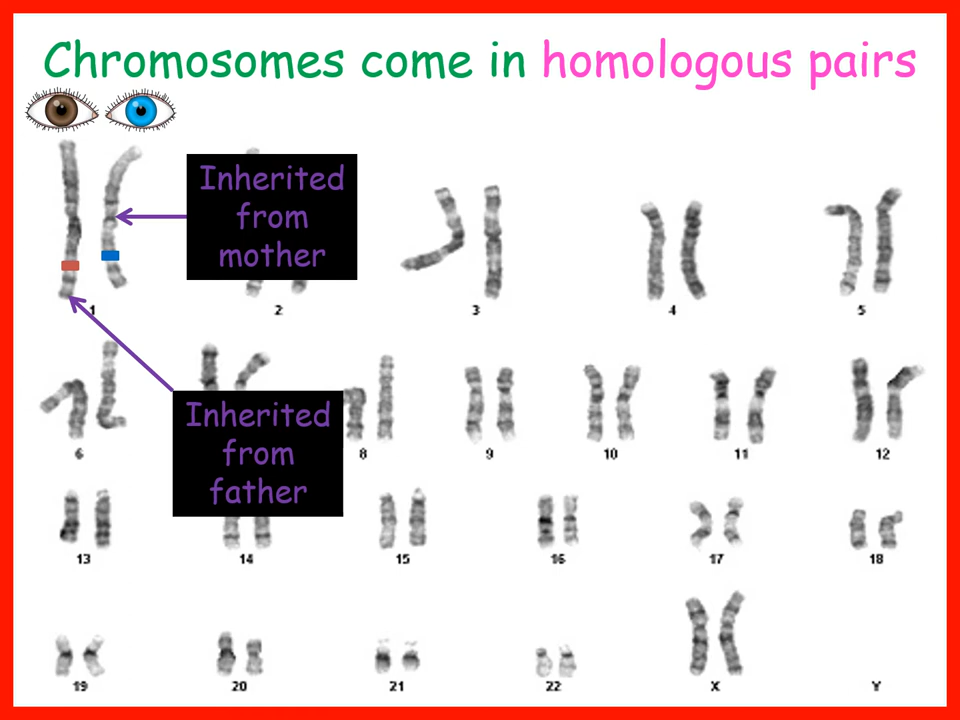 Chromosomes come in homologous pairs
Inherited
from
mother
1
2
3
4
5
Inherited
from
father
6
8
9
10
11
12
13
14
15
16
17
18
19
20
21
22
X
Y